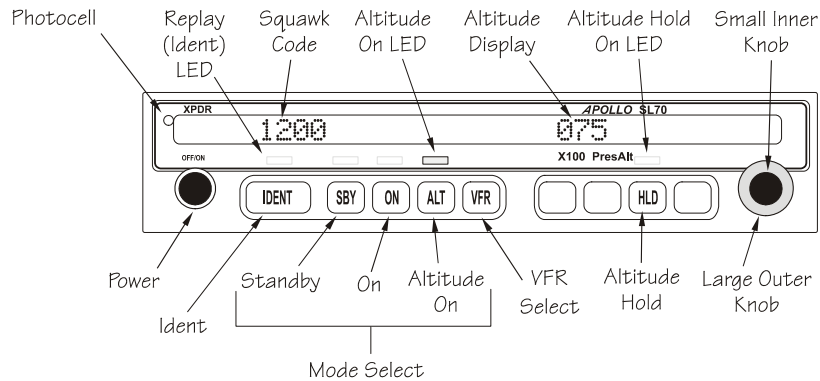 Photocell
Replay
(Ident)
LED
Squawk
Code
Altitude
On LED
Altitude
Display
Altitude Hold
On LED
Small Inner
Knob
XPDR
APOLLO SL70
1200
075
OFF/ON
X100 PresAlt
IDENT
SBY
ON
ALT
VFR
HLD
Power
Ident
Standby
On
Altitude
On
VFR
Select
Altitude
Hold
Large Outer
Knob
Mode Select